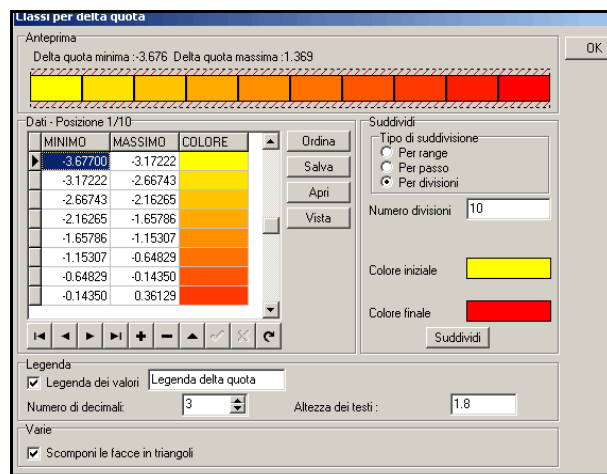 Classi per delta quota
Anteprima
OK
Delta quota minima :-3.676 Delta quota massima :1.369
Dati - Posizione 1/10
MINIMO MASSIMO COLORE
-3.67700 -3.17222
-3.17222 -2.66743
-2.66743 -2.16265
-2.16265 -1.65786
-1.65786 -1.15307
-1.15307 -0.64829
-0.64829 -0.14350
-0.14350 0.36129
Ordina
Salva
Apri
Vista
Suddividi
Tipo di suddivisione
Per range
Per passo
Per divisioni
Numero divisioni 10
Colore iniziale
Colore finale
Suddividi
Legenda
Legenda dei valori Legenda delta quota
Numero di decimali: 3 Altezza dei testi : 1.8
Varie
Scomponi le facce in triangoli